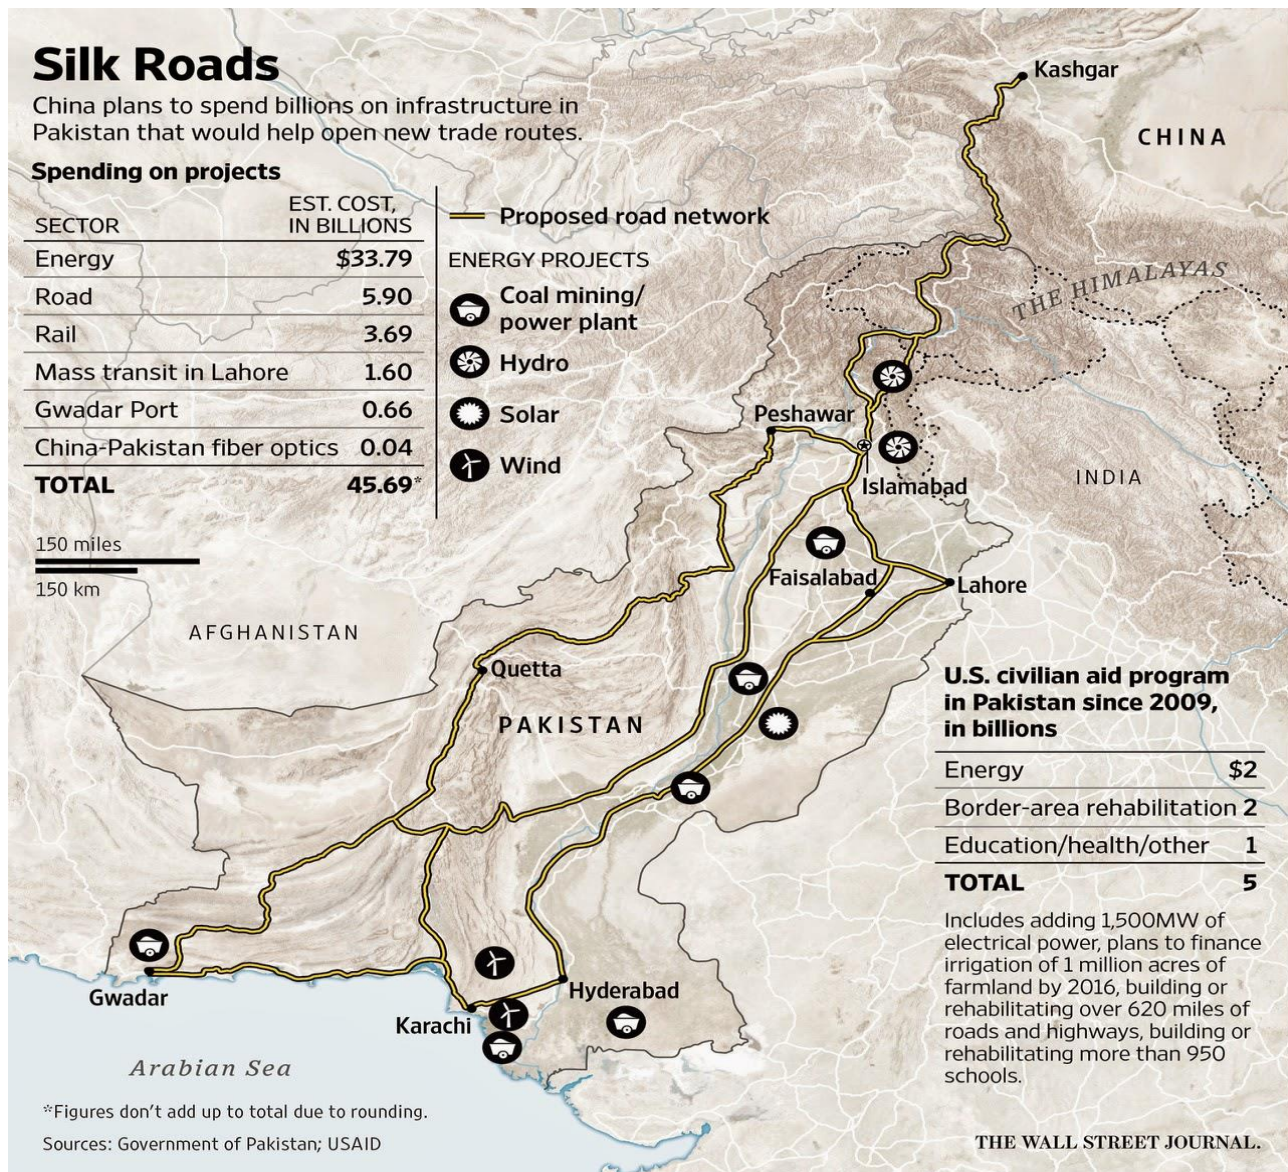 Silk Roads
China plans to spend billions on infrastructure in
Pakistan that would help open new trade routes.
Spending on projects
SECTOR EST. COST, IN BILLIONS
Energy $33.79
Road 5.90
Rail 3.69
Mass transit in Lahore 1.60
Gwadar Port 0.66
China-Pakistan fiber optics 0.04
TOTAL 45.69*
150 miles
150 km
Proposed road network
ENERGY PROJECTS
Coal mining/
power plant
Hydro
Solar
Wind
Kashgar
CHINA
THE HIMALAYAS
Peshawar
Islamabad
INDIA
Faisalabad
Lahore
AFGHANISTAN
Quetta
PAKISTAN
Gwadar
Karachi
Hyderabad
Arabian Sea
U.S. civilian aid program
in Pakistan since 2009,
in billions
Energy $2
Border-area rehabilitation 2
Education/health/other 1
TOTAL 5
Includes adding 1,500MW of
electrical power, plans to finance
irrigation of 1 million acres of
farmland by 2016, building or
rehabilitating over 620 miles of
roads and highways, building or
rehabilitating more than 950
schools.
*Figures don't add up to total due to rounding.
Sources: Government of Pakistan; USAID
THE WALL STREET JOURNAL.